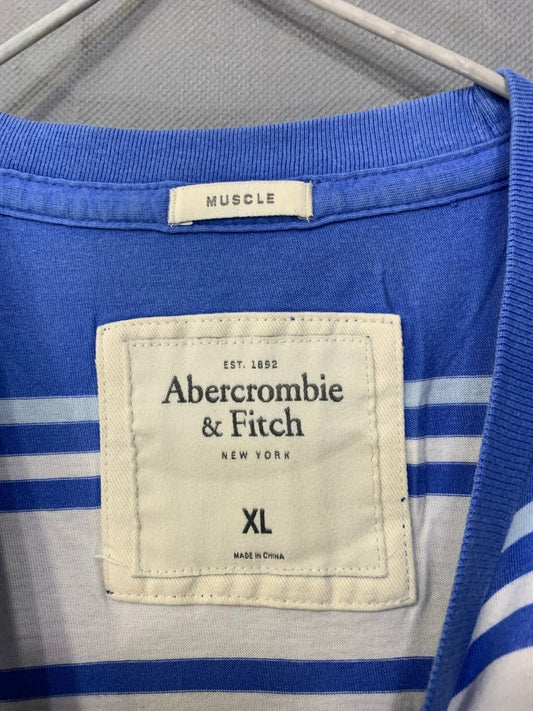 MUSCLE
EST. 1892
Abercrombie
& Fitch
NEW YORK
XL
MADE IN CHINA